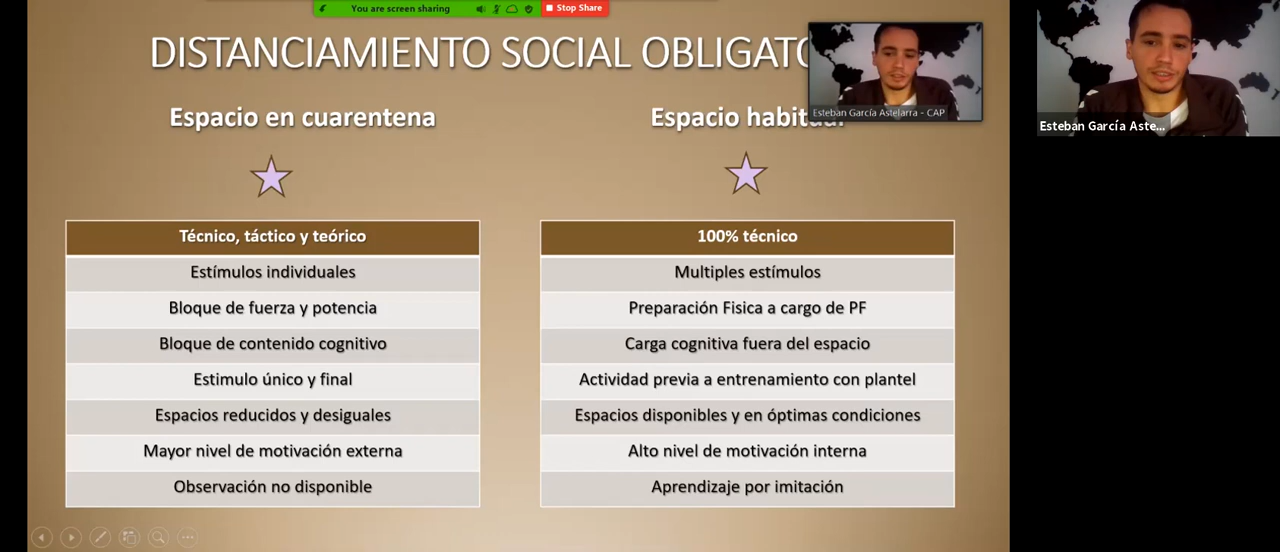 You are screen sharing
Stop Share
DISTANCIAMIENTO SOCIAL
Esteban García Astelarra - CAP
Esteban García Aste...
Espacio en cuarentena
Espacio
Técnico, táctico y teórico
100% técnico
Estímulos individuales
Multiples estímulos
Bloque de fuerza y potencia
Preparación Fisica a cargo de PF
Bloque de contenido cognitivo
Carga cognitiva fuera del espacio
Estimulo único y final
Actividad previa a entrenamiento con plantel
Espacios reducidos y desiguales
Espacios disponibles y en óptimas condiciones
Mayor nivel de motivación externa
Alto nivel de motivación interna
Observación no disponible
Aprendizaje por imitación